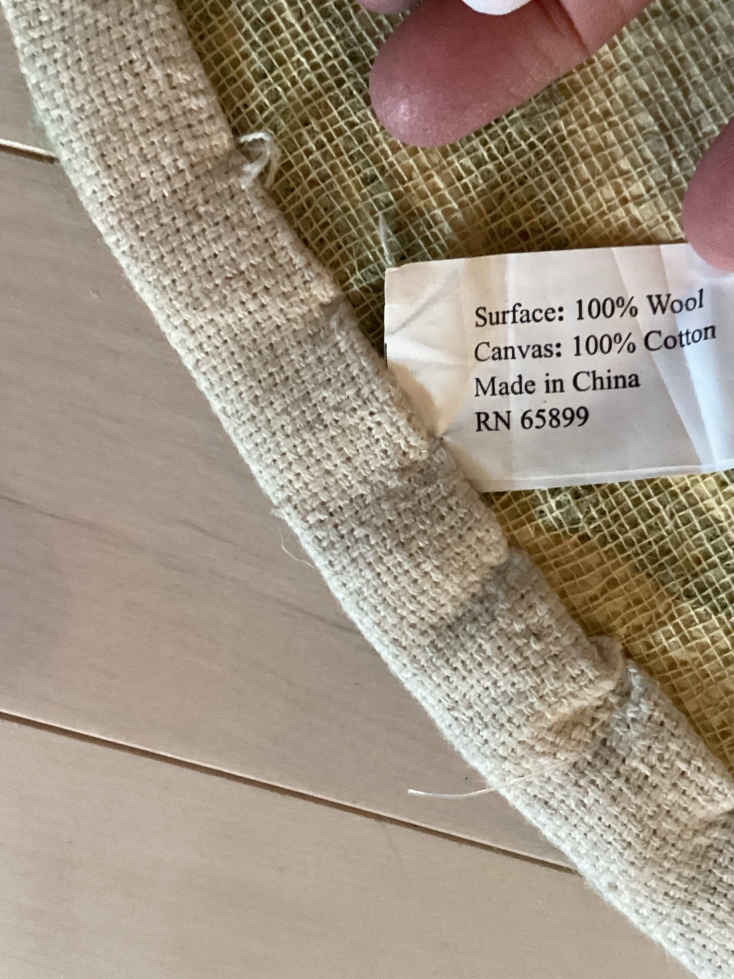 Surface: 100% Wool
Canvas: 100% Cotton
Made in China
RN 65899